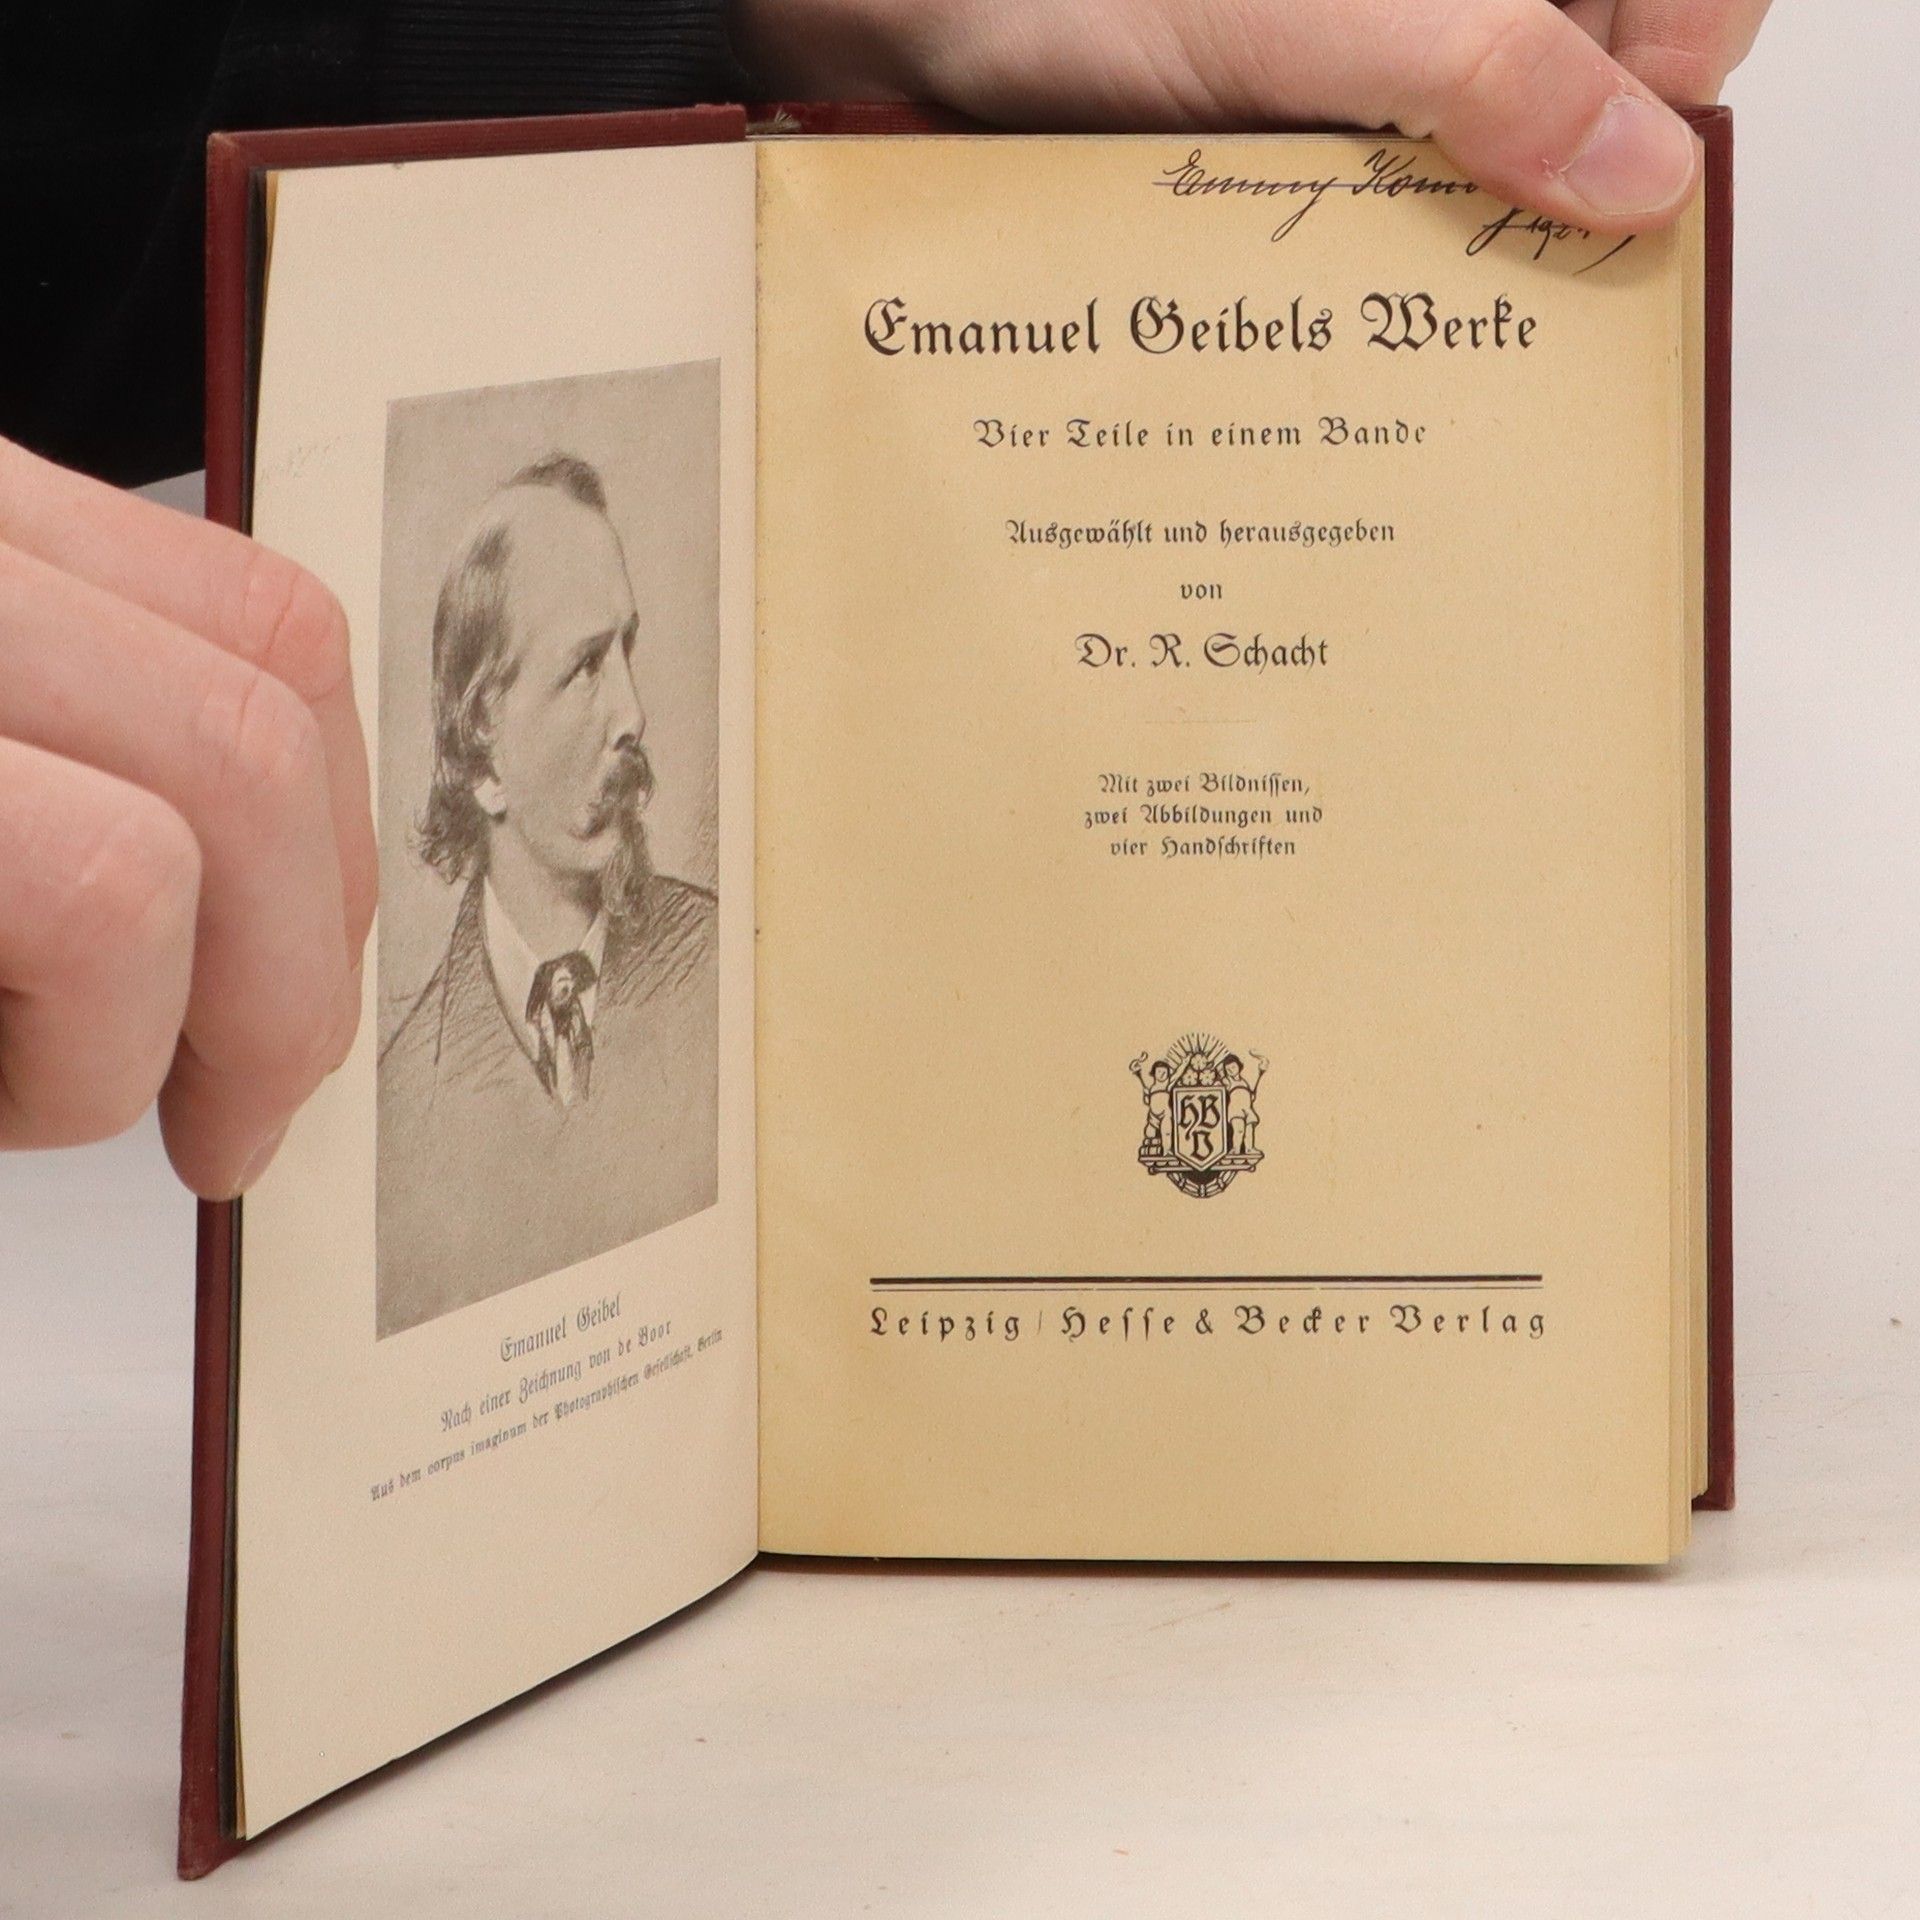 Emanuel Geibel
Nach einer Zeichnung von de Boor
Aus dem corpus imaginum der Photographischen Gesellschaft, Berlin
Emmy
Emanuel Geibels Werke
Vier Teile in einem Bande
Ausgewählt und herausgegeben
von
Dr. R. Schacht
Mit zwei Bildnissen,
zwei Abbildungen und
vier Handschriften
HB
V
Leipzig / Hesse & Becker Verlag